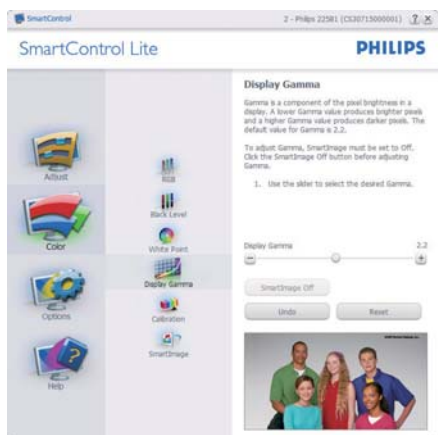 SmartControl
2 - Philips 225B1 (CS30715000001)
SmartControl Lite
PHILIPS
Adjust
Color
Options
Help
RGB
Black Level
White Point
Display Gamma
Calibration
SmartImage
Display Gamma
Gamma is a component of the pixel brightness in a
display. A lower Gamma value produces brighter pixels
and a higher Gamma value produces darker pixels. The
default value for Gamma is 2.2.
To adjust Gamma, SmartImage must be set to Off.
Click the SmartImage Off button before adjusting
Gamma.
1. Use the slider to select the desired Gamma.
Display Gamma
2.2
SmartImage Off
Undo
Reset